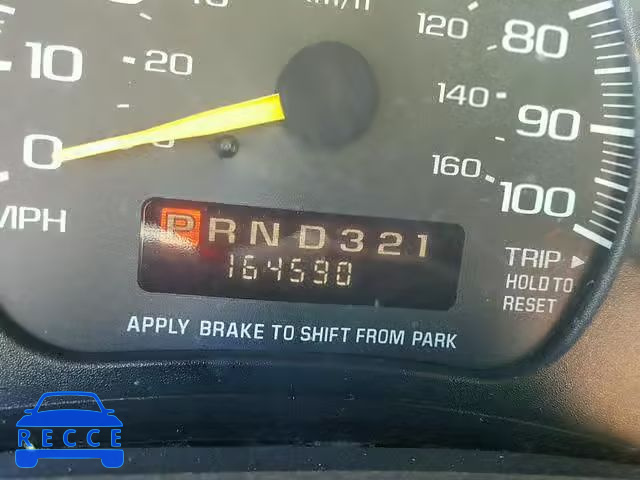 10
20
120
80
140
90
160
100
0
MPH
PRND321
164590
TRIP
HOLD TO
RESET
APPLY BRAKE TO SHIFT FROM PARK
RECCE